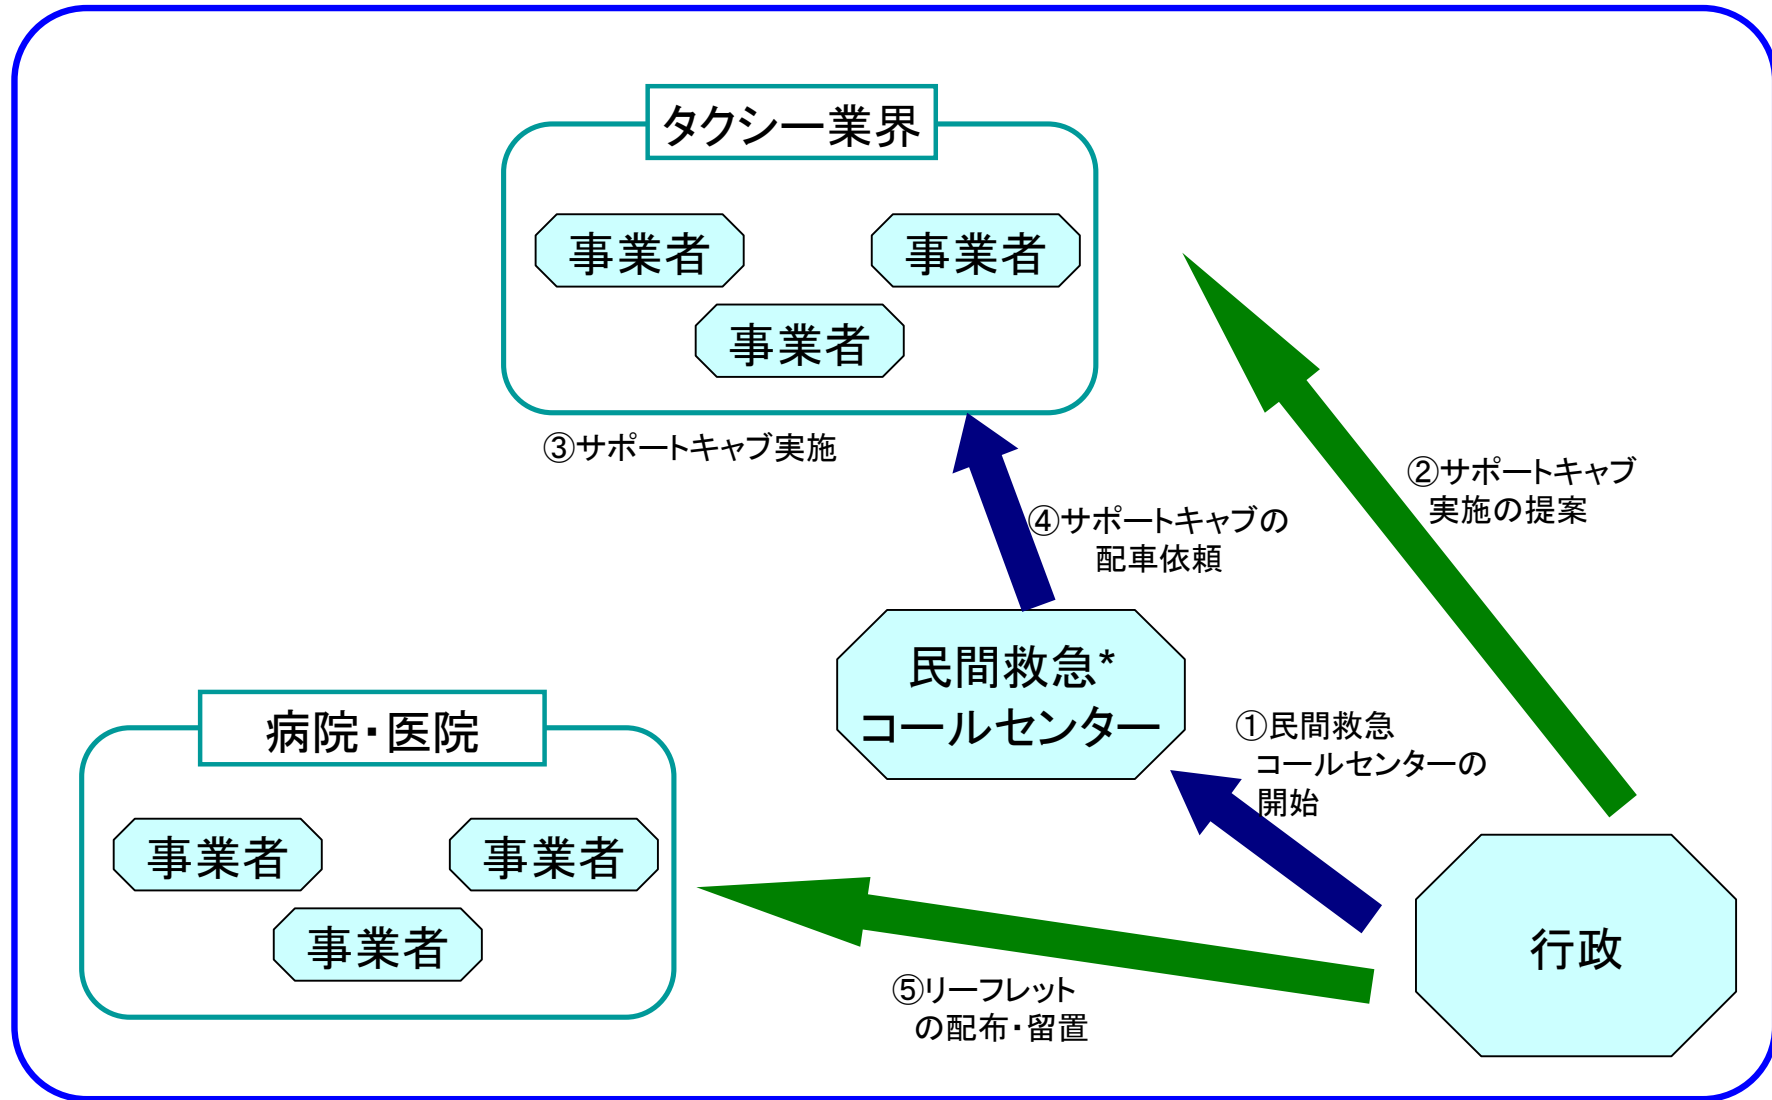 タクシー業界
事業者
事業者
事業者
③サポートキャブ実施
②サポートキャブ
実施の提案
④サポートキャブの
配車依頼
民間救急*
コールセンター
①民間救急
コールセンターの
開始
病院・医院
事業者
事業者
事業者
行政
⑤リーフレット
の配布・留置